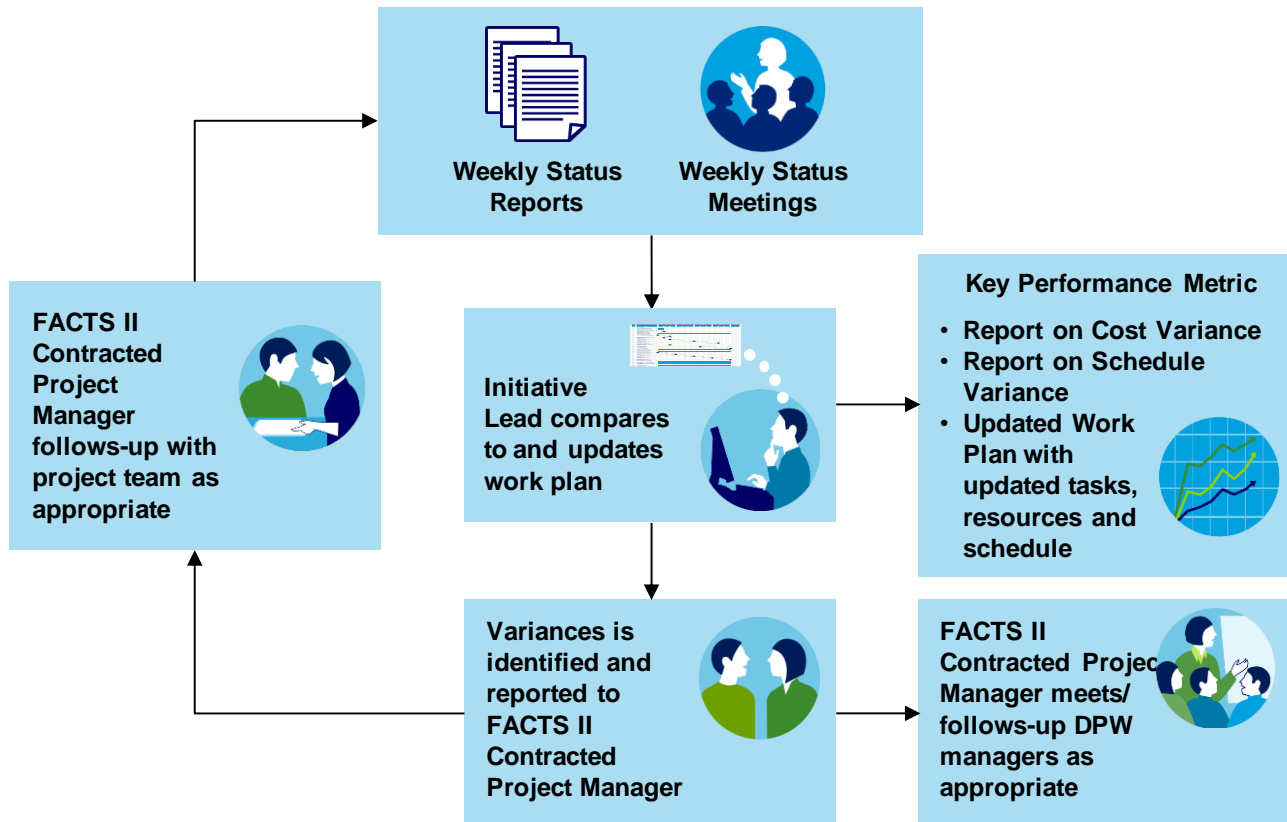 Weekly Status
Reports
Weekly Status
Meetings
FACTS II
Contracted
Project
Manager
follows-up with
project team as
appropriate
Initiative
Lead compares
to and updates
work plan
Key Performance Metric
• Report on Cost Variance
• Report on Schedule
Variance
• Updated Work
Plan with
updated tasks,
resources and
schedule
Variances is
identified and
reported to
FACTS II
Contracted
Project Manager
FACTS II
Contracted Projec
Manager meets/
follows-up DPW
managers as
appropriate